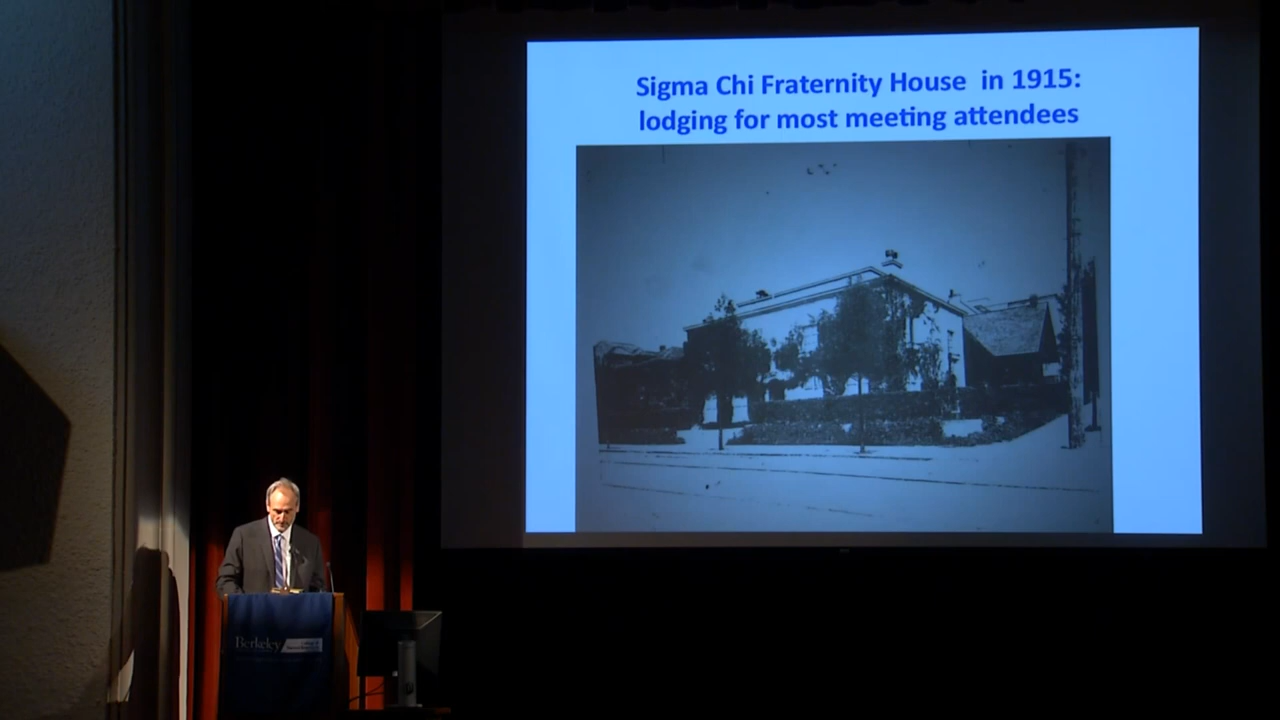 Sigma Chi Fraternity House in 1915:
lodging for most meeting attendees
Berkeley